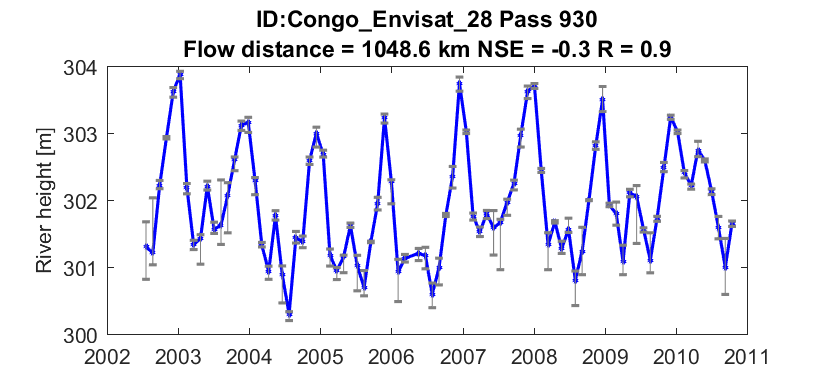 ID:Congo_Envisat_28 Pass 930
Flow distance = 1048.6 km NSE = -0.3 R = 0.9
River height [m]
304
303
302
301
300
2002 2003 2004 2005 2006 2007 2008 2009 2010 2011